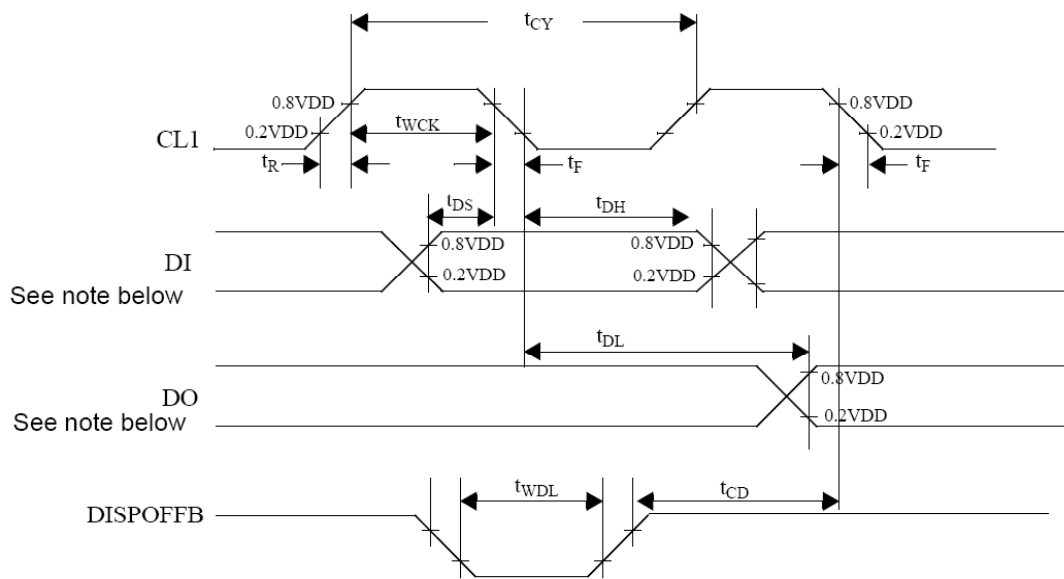 tCY
0.8VDD
0.8VDD
tWCK
CL1
0.2VDD
0.2VDD
tR
tF
tF
tDS
tDH
0.8VDD
0.8VDD
DI
0.2VDD
0.2VDD
See note below
tDL
0.8VDD
DO
0.2VDD
See note below
tWDL
tCD
DISPOFFB